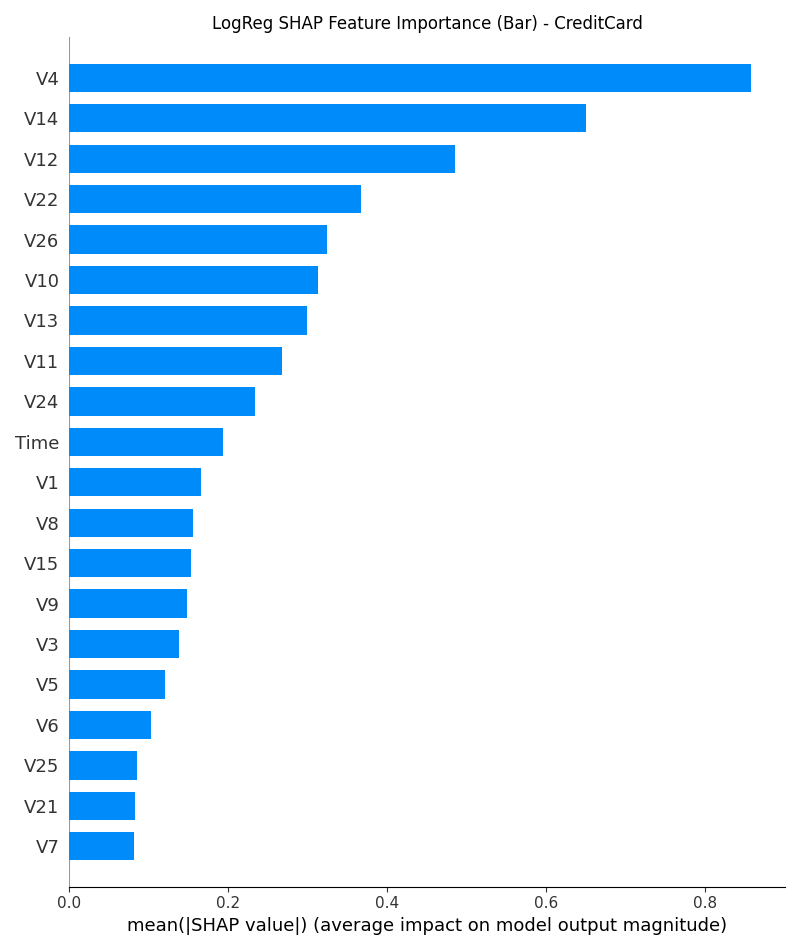 LogReg SHAP Feature Importance (Bar) - CreditCard
V4
V14
V12
V22
V26
V10
V13
V11
V24
Time
V1
V8
V15
V9
V3
V5
V6
V25
V21
V7
0.0 0.2 0.4 0.6 0.8
mean(|SHAP value|) (average impact on model output magnitude)